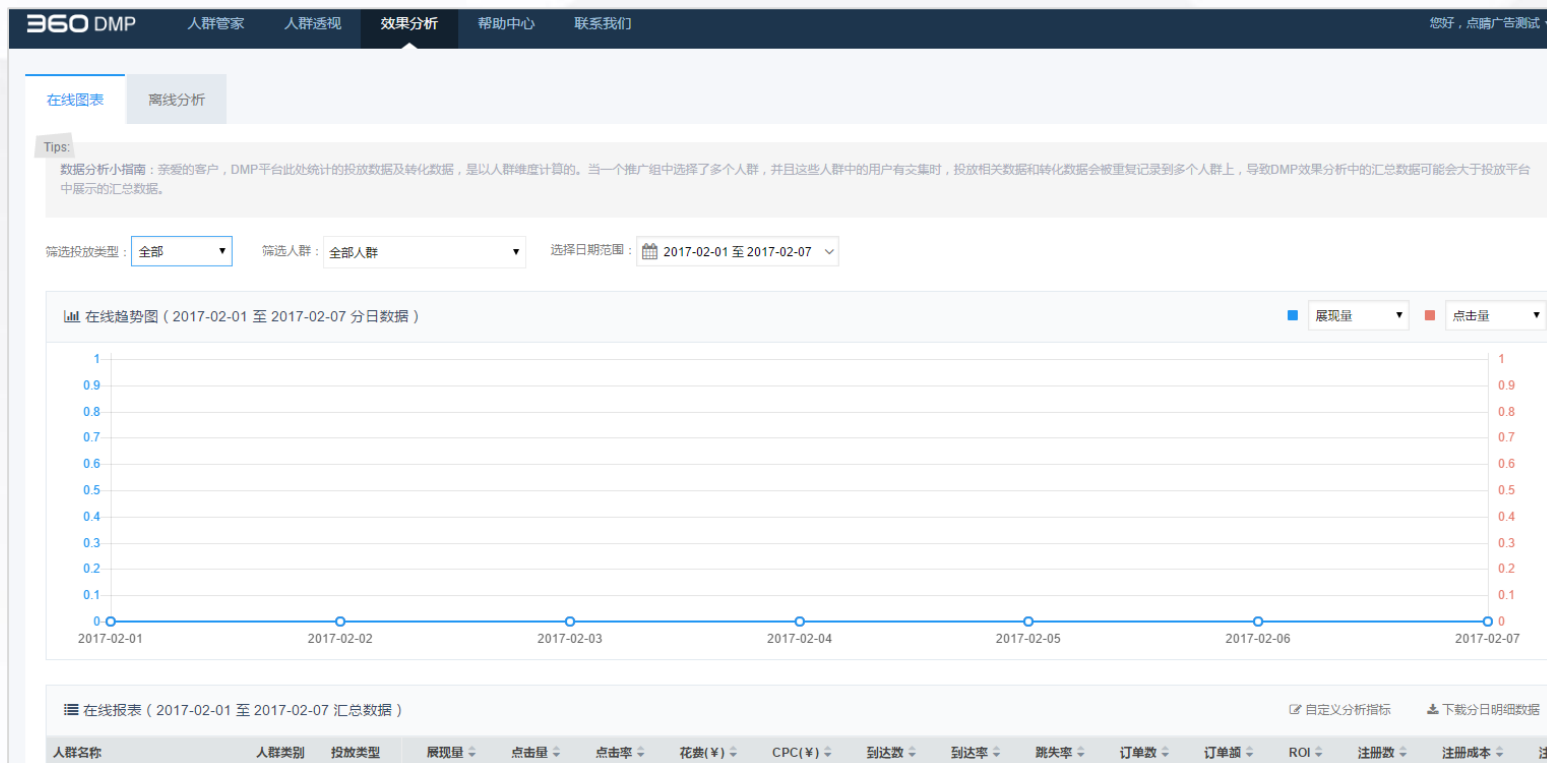 360 DMP 人群管家 人群透视 效果分析 帮助中心 联系我们 您好，点睛广告测试
在线图表 离线分析
Tips:
数据分析小指南：亲爱的客户，DMP平台此处统计的投放数据及转化数据，是以人群唯度计算的。当一个推广组中选择了多个人群，并且这些人群中的用户有交集时，投放相关数据和转化数据会被重复记录到多个人群上，导致DMP效果分析中的汇总数据可能会大于投放平台
中展示的汇总数据。
筛选投放类型： 全部 筛选人群： 全部人群 选择日期范围： 2017-02-01 至 2017-02-07
在线趋势图（2017-02-01 至 2017-02-07 分日数据） 展现量 点击量
1 1
0.9 0.9
0.8 0.8
0.7 0.7
0.6 0.6
0.5 0.5
0.4 0.4
0.3 0.3
0.2 0.2
0.1 0.1
0 0
2017-02-01 2017-02-02 2017-02-03 2017-02-04 2017-02-05 2017-02-06 2017-02-07
在线报表（2017-02-01 至 2017-02-07 汇总数据） 自定义分析指标 下载分日明细数据
人群名称 人群类别 投放类型 展现量 点击量 点击率 花费(¥) CPC(¥) 到达数 到达率 跳失率 订单数 订单额 ROI 注册数 注册成本